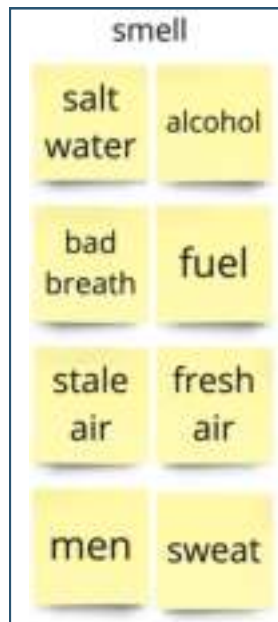 smell
salt
water
alcohol
bad
breath
fuel
stale
air
fresh
air
men
sweat